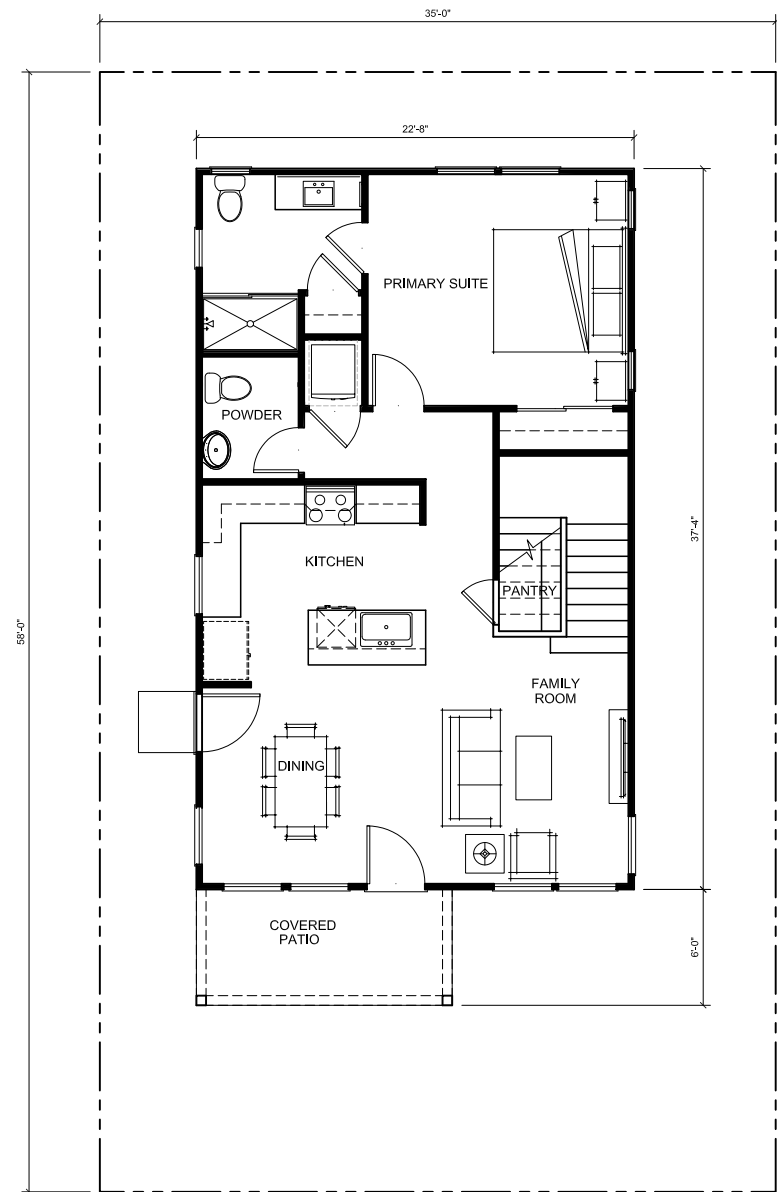 35'-0"
22'-8"
PRIMARY SUITE
POWDER
37'-4"
KITCHEN
PANTRY
58'-0"
FAMILY
ROOM
DINING
COVERED
PATIO
6'-0"